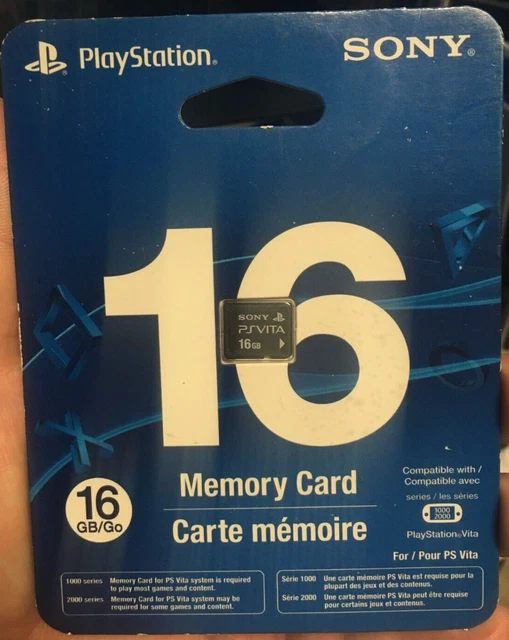 PlayStation®
SONY®
16
SONY
PSVITA
16 GB
Memory Card
Carte mémoire
16
GB/Go
Compatible with /
Compatible avec
series / les séries
1000
2000
PlayStation®Vita
For / Pour PS Vita
1000 series Memory Card for PS Vita system is required
to play most games and content.
2000 series Memory Card for PS Vita system may be
required for some games and content.
Série 1000 Une carte mémoire PS Vita est requise pour la
plupart des jeux et des contenus.
Série 2000 Une carte mémoire PS Vita peut être requise
pour certains jeux et contenus.